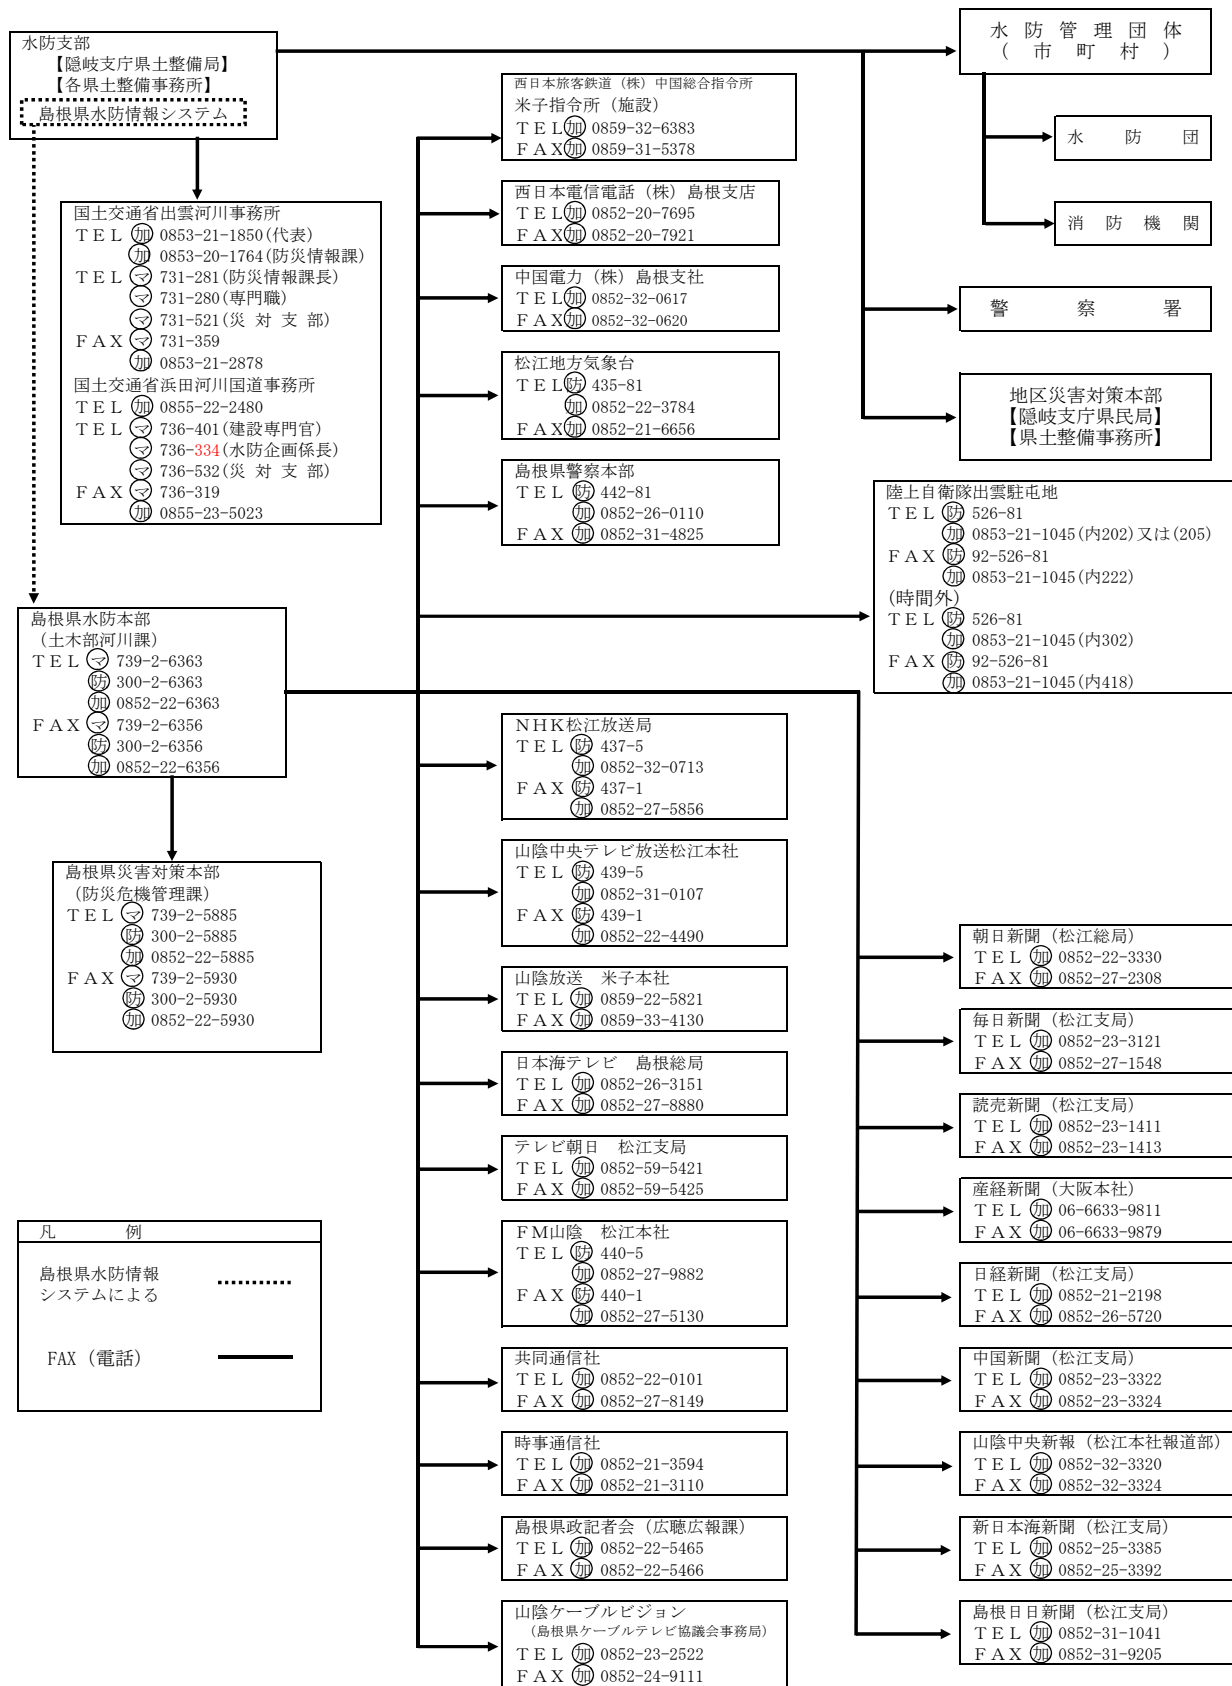 水防支部
【隠岐支庁県土整備局】
【各県土整備事務所】
島根県水防情報システム
国土交通省出雲河川事務所
ＴＥＬ 加 0853-21-1850(代表)
加 0853-20-1764(防災情報課)
ＴＥＬ マ 731-281(防災情報課長)
マ 731-280(専門職)
マ 731-521(災 対 支 部)
ＦＡＸ マ 731-359
加 0853-21-2878
国土交通省浜田河川国道事務所
ＴＥＬ 加 0855-22-2480
ＴＥＬ マ 736-401(建設専門官)
マ 736-334(水防企画係長)
マ 736-532(災 対 支 部)
ＦＡＸ マ 736-319
加 0855-23-5023
島根県水防本部
（土木部河川課）
ＴＥＬ マ 739-2-6363
防 300-2-6363
加 0852-22-6363
ＦＡＸ マ 739-2-6356
防 300-2-6356
加 0852-22-6356
島根県災害対策本部
（防災危機管理課）
ＴＥＬ マ 739-2-5885
防 300-2-5885
加 0852-22-5885
ＦＡＸ マ 739-2-5930
防 300-2-5930
加 0852-22-5930
凡 例
島根県水防情報
システムによる
FAX（電話）
西日本旅客鉄道（株）中国総合指令所
米子指令所（施設）
ＴＥＬ加 0859-32-6383
ＦＡＸ加 0859-31-5378
西日本電信電話（株）島根支店
ＴＥＬ加 0852-20-7695
ＦＡＸ加 0852-20-7921
中国電力（株）島根支社
ＴＥＬ加 0852-32-0617
ＦＡＸ加 0852-32-0620
松江地方気象台
ＴＥＬ防 435-81
加 0852-22-3784
ＦＡＸ加 0852-21-6656
島根県警察本部
ＴＥＬ 防 442-81
加 0852-26-0110
ＦＡＸ 加 0852-31-4825
ＮＨＫ松江放送局
ＴＥＬ 防 437-5
加 0852-32-0713
ＦＡＸ 防 437-1
加 0852-27-5856
山陰中央テレビ放送松江本社
ＴＥＬ 防 439-5
加 0852-31-0107
ＦＡＸ 防 439-1
加 0852-22-4490
山陰放送　米子本社
ＴＥＬ 加 0859-22-5821
ＦＡＸ 加 0859-33-4130
日本海テレビ　島根総局
ＴＥＬ 加 0852-26-3151
ＦＡＸ 加 0852-27-8880
テレビ朝日　松江支局
ＴＥＬ 加 0852-59-5421
ＦＡＸ 加 0852-59-5425
ＦＭ山陰　松江本社
ＴＥＬ 防 440-5
加 0852-27-9882
ＦＡＸ 防 440-1
加 0852-27-5130
共同通信社
ＴＥＬ 加 0852-22-0101
ＦＡＸ 加 0852-27-8149
時事通信社
ＴＥＬ 加 0852-21-3594
ＦＡＸ 加 0852-21-3110
島根県政記者会（広聴広報課）
ＴＥＬ 加 0852-22-5465
ＦＡＸ 加 0852-22-5466
山陰ケーブルビジョン
（島根県ケーブルテレビ協議会事務局）
ＴＥＬ 加 0852-23-2522
ＦＡＸ 加 0852-24-9111
水 防 管 理 団 体
（ 市 町 村 ）
水 防 団
消 防 機 関
警 察 署
地区災害対策本部
【隠岐支庁県民局】
【県土整備事務所】
陸上自衛隊出雲駐屯地
ＴＥＬ 防 526-81
加 0853-21-1045(内202)又は(205)
ＦＡＸ 防 92-526-81
加 0853-21-1045(内222)
(時間外)
ＴＥＬ 防 526-81
加 0853-21-1045(内302)
ＦＡＸ 防 92-526-81
加 0853-21-1045(内418)
朝日新聞（松江総局）
ＴＥＬ 加 0852-22-3330
ＦＡＸ 加 0852-27-2308
毎日新聞（松江支局）
ＴＥＬ 加 0852-23-3121
ＦＡＸ 加 0852-27-1548
読売新聞（松江支局）
ＴＥＬ 加 0852-23-1411
ＦＡＸ 加 0852-23-1413
産経新聞（大阪本社）
ＴＥＬ 加 06-6633-9811
ＦＡＸ 加 06-6633-9879
日経新聞（松江支局）
ＴＥＬ 加 0852-21-2198
ＦＡＸ 加 0852-26-5720
中国新聞（松江支局）
ＴＥＬ 加 0852-23-3322
ＦＡＸ 加 0852-23-3324
山陰中央新報（松江本社報道部）
ＴＥＬ 加 0852-32-3320
ＦＡＸ 加 0852-32-3324
新日本海新聞（松江支局）
ＴＥＬ 加 0852-25-3385
ＦＡＸ 加 0852-25-3392
島根日日新聞（松江支局）
ＴＥＬ 加 0852-31-1041
ＦＡＸ 加 0852-31-9205